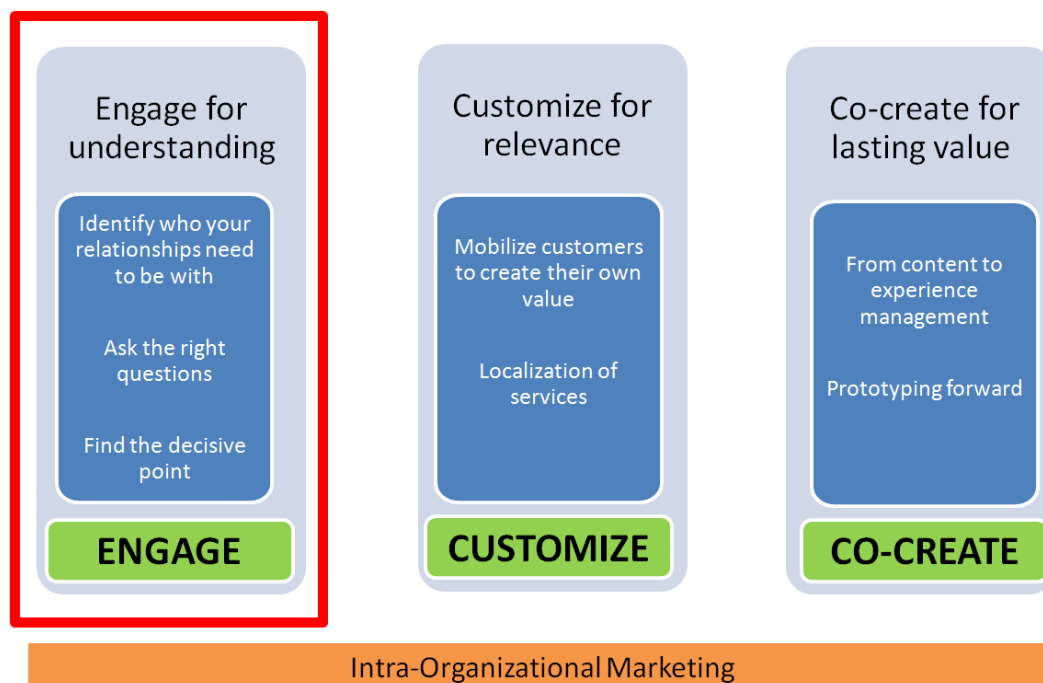 Engage for
understanding
Identify who your
relationships need
to be with
Ask the right
questions
Find the decisive
point
ENGAGE
Customize for
relevance
Mobilize customers
to create their own
value
Localization of
services
CUSTOMIZE
Co-create for
lasting value
From content to
experience
management
Prototyping forward
CO-CREATE
Intra-Organizational Marketing